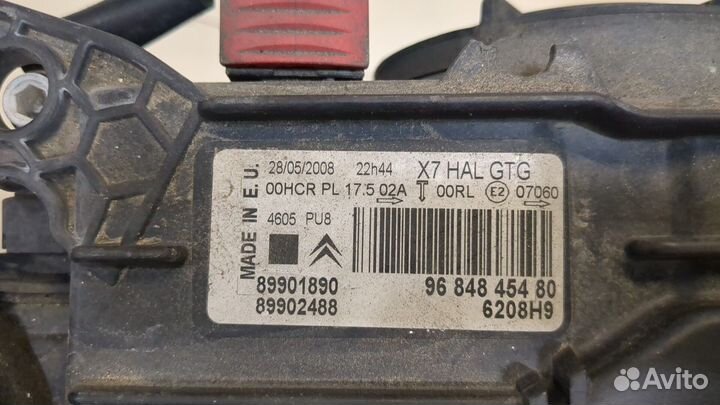 MADE IN E.U.
28/05/2008 22h44 X7 HAL GTG
00HCR PL 17.5 02A T 00RL E2 07060
4605 PU8
89901890 96 848 454 80
89902488 6208H9
Avito